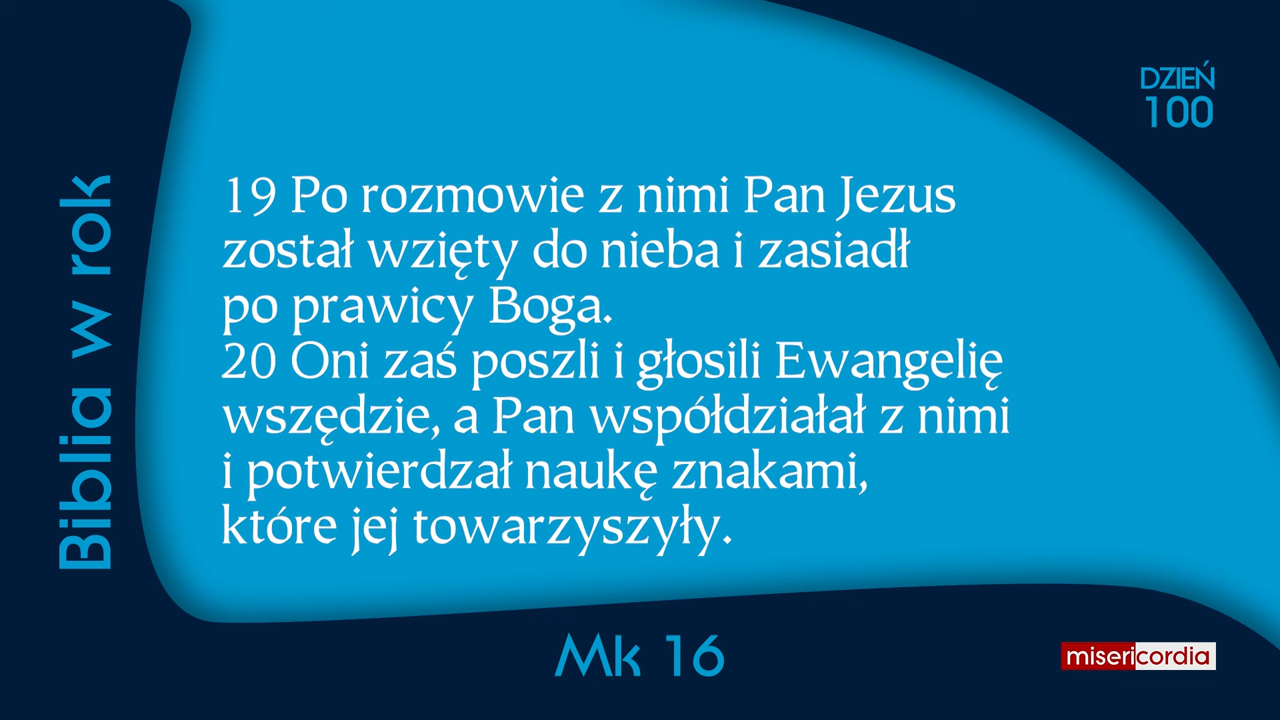 DZIEŃ
100
Biblia w rok
19 Po rozmowie z nimi Pan Jezus
został wzięty do nieba i zasiadł
po prawicy Boga.
20 Oni zaś poszli i głosili Ewangelię
wszędzie, a Pan współdziałał z nimi
i potwierdzał naukę znakami,
które jej towarzyszyły.
Mk 16
misericordia